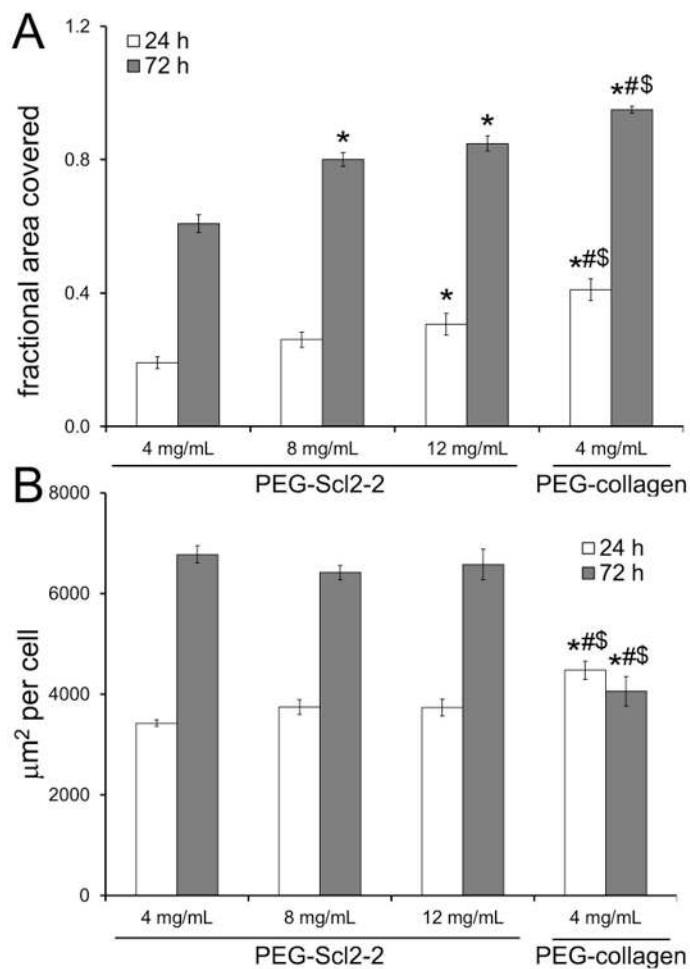 A
1.2
24 h
72 h
*#$
*
*
0.8
fractional area covered
*#$
0.4
*
0.0
4 mg/mL 8 mg/mL 12 mg/mL 4 mg/mL
PEG-Scl2-2 PEG-collagen
B
8000
24 h
72 h
6000
*#$
*#$
µm² per cell
4000
2000
0
4 mg/mL 8 mg/mL 12 mg/mL 4 mg/mL
PEG-Scl2-2 PEG-collagen